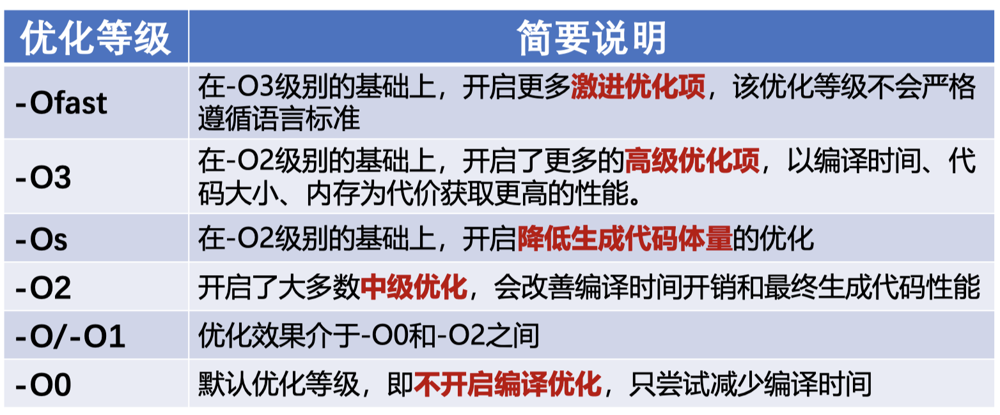 优化等级 简要说明
-Ofast
在-O3级别的基础上，开启更多激进优化项，该优化等级不会严格
遵循语言标准
-O3
在-O2级别的基础上，开启了更多的高级优化项，以编译时间、代
码大小、内存为代价获取更高的性能。
-Os 在-O2级别的基础上，开启降低生成代码体量的优化
-O2 开启了大多数中级优化，会改善编译时间开销和最终生成代码性能
-O/-O1 优化效果介于-O0和-O2之间
-O0 默认优化等级，即不开启编译优化，只尝试减少编译时间